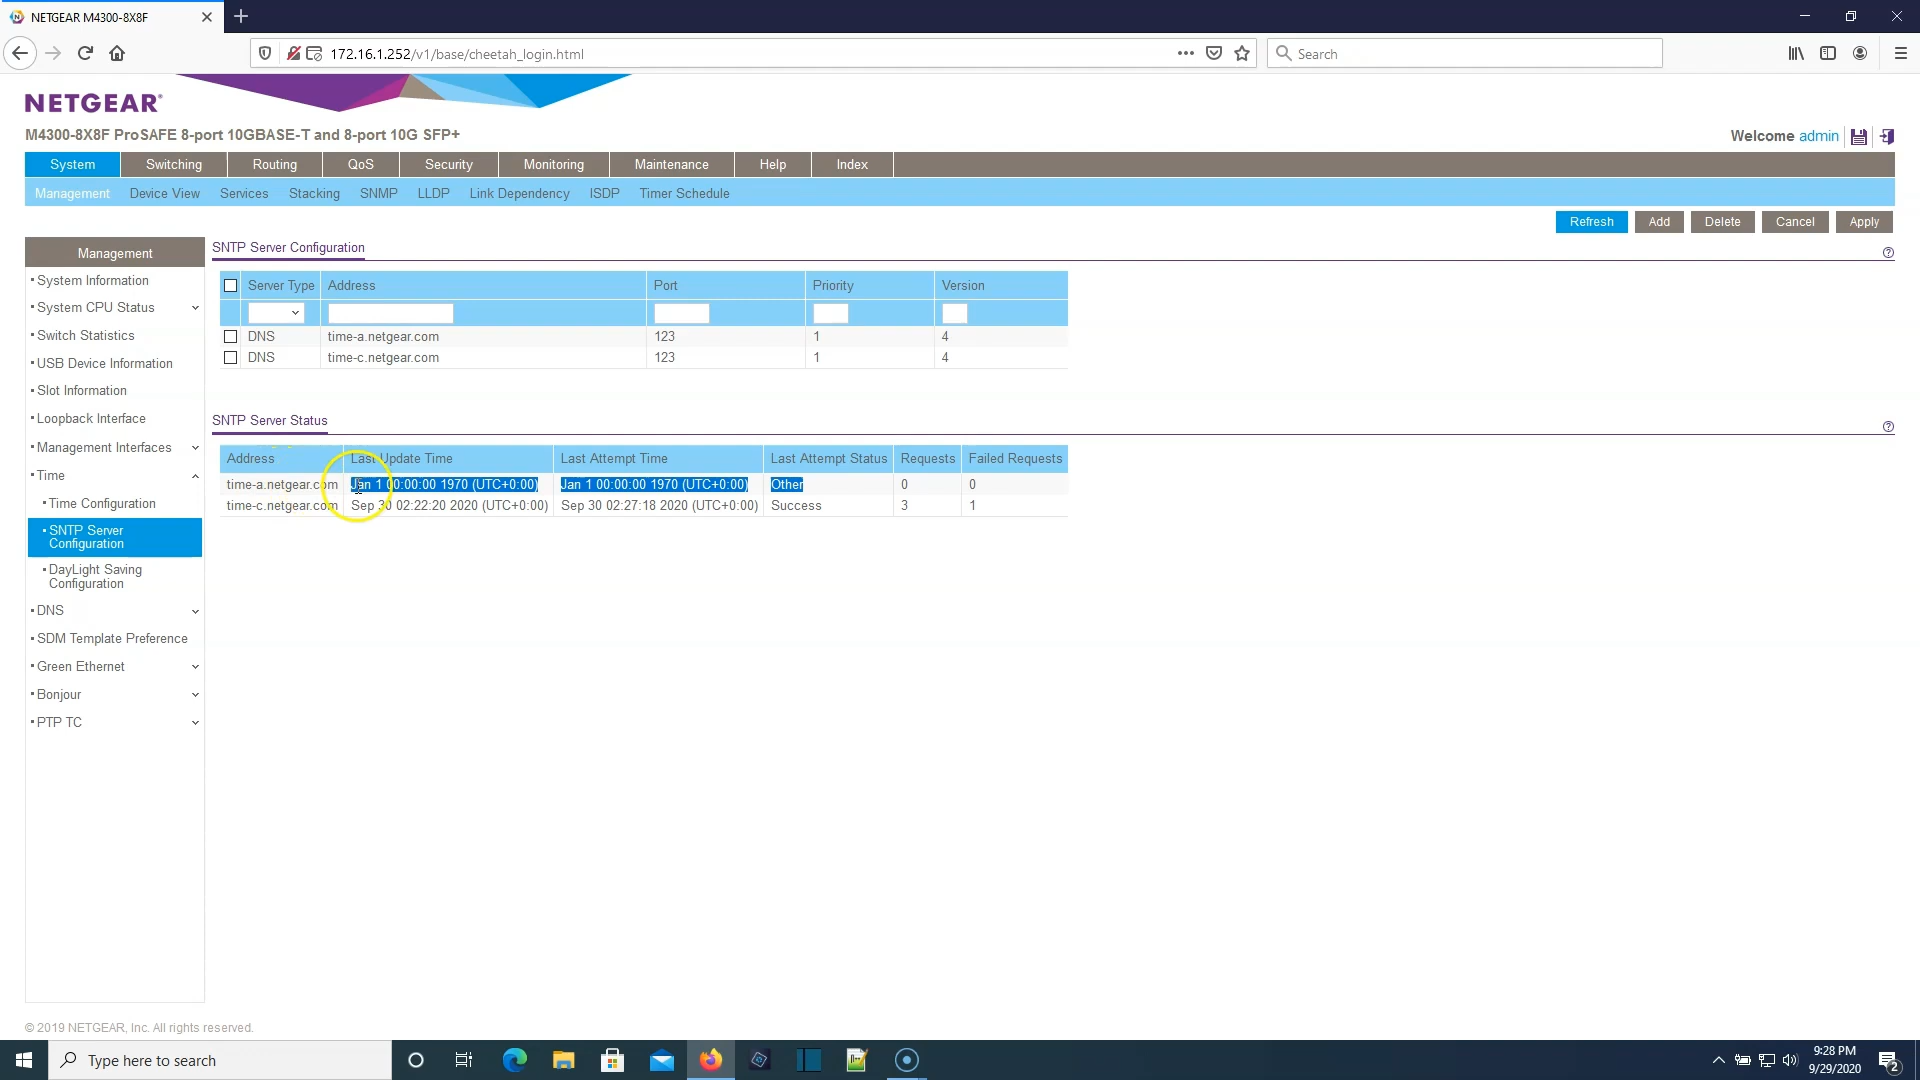 NETGEAR M4300-8X8F
172.16.1.252/v1/base/cheetah_login.html
Search
NETGEAR®
M4300-8X8F ProSAFE 8-port 10GBASE-T and 8-port 10G SFP+
Welcome admin
System Switching Routing QoS Security Monitoring Maintenance Help Index
Management Device View Services Stacking SNMP LLDP Link Dependency ISDP Timer Schedule
Refresh Add Delete Cancel Apply
Management
System Information
System CPU Status
Switch Statistics
USB Device Information
Slot Information
Loopback Interface
Management Interfaces
Time
Time Configuration
SNTP Server
Configuration
DayLight Saving
Configuration
DNS
SDM Template Preference
Green Ethernet
Bonjour
PTP TC
SNTP Server Configuration
Server Type Address Port Priority Version
DNS time-a.netgear.com 123 1 4
DNS time-c.netgear.com 123 1 4
SNTP Server Status
Address Last Update Time Last Attempt Time Last Attempt Status Requests Failed Requests
time-a.netgear.com Jan 1 00:00:00 1970 (UTC+0:00) Jan 1 00:00:00 1970 (UTC+0:00) Other 0 0
time-c.netgear.com Sep 30 02:22:20 2020 (UTC+0:00) Sep 30 02:27:18 2020 (UTC+0:00) Success 3 1
© 2019 NETGEAR, Inc. All rights reserved.
Type here to search
9:28 PM
9/29/2020
2